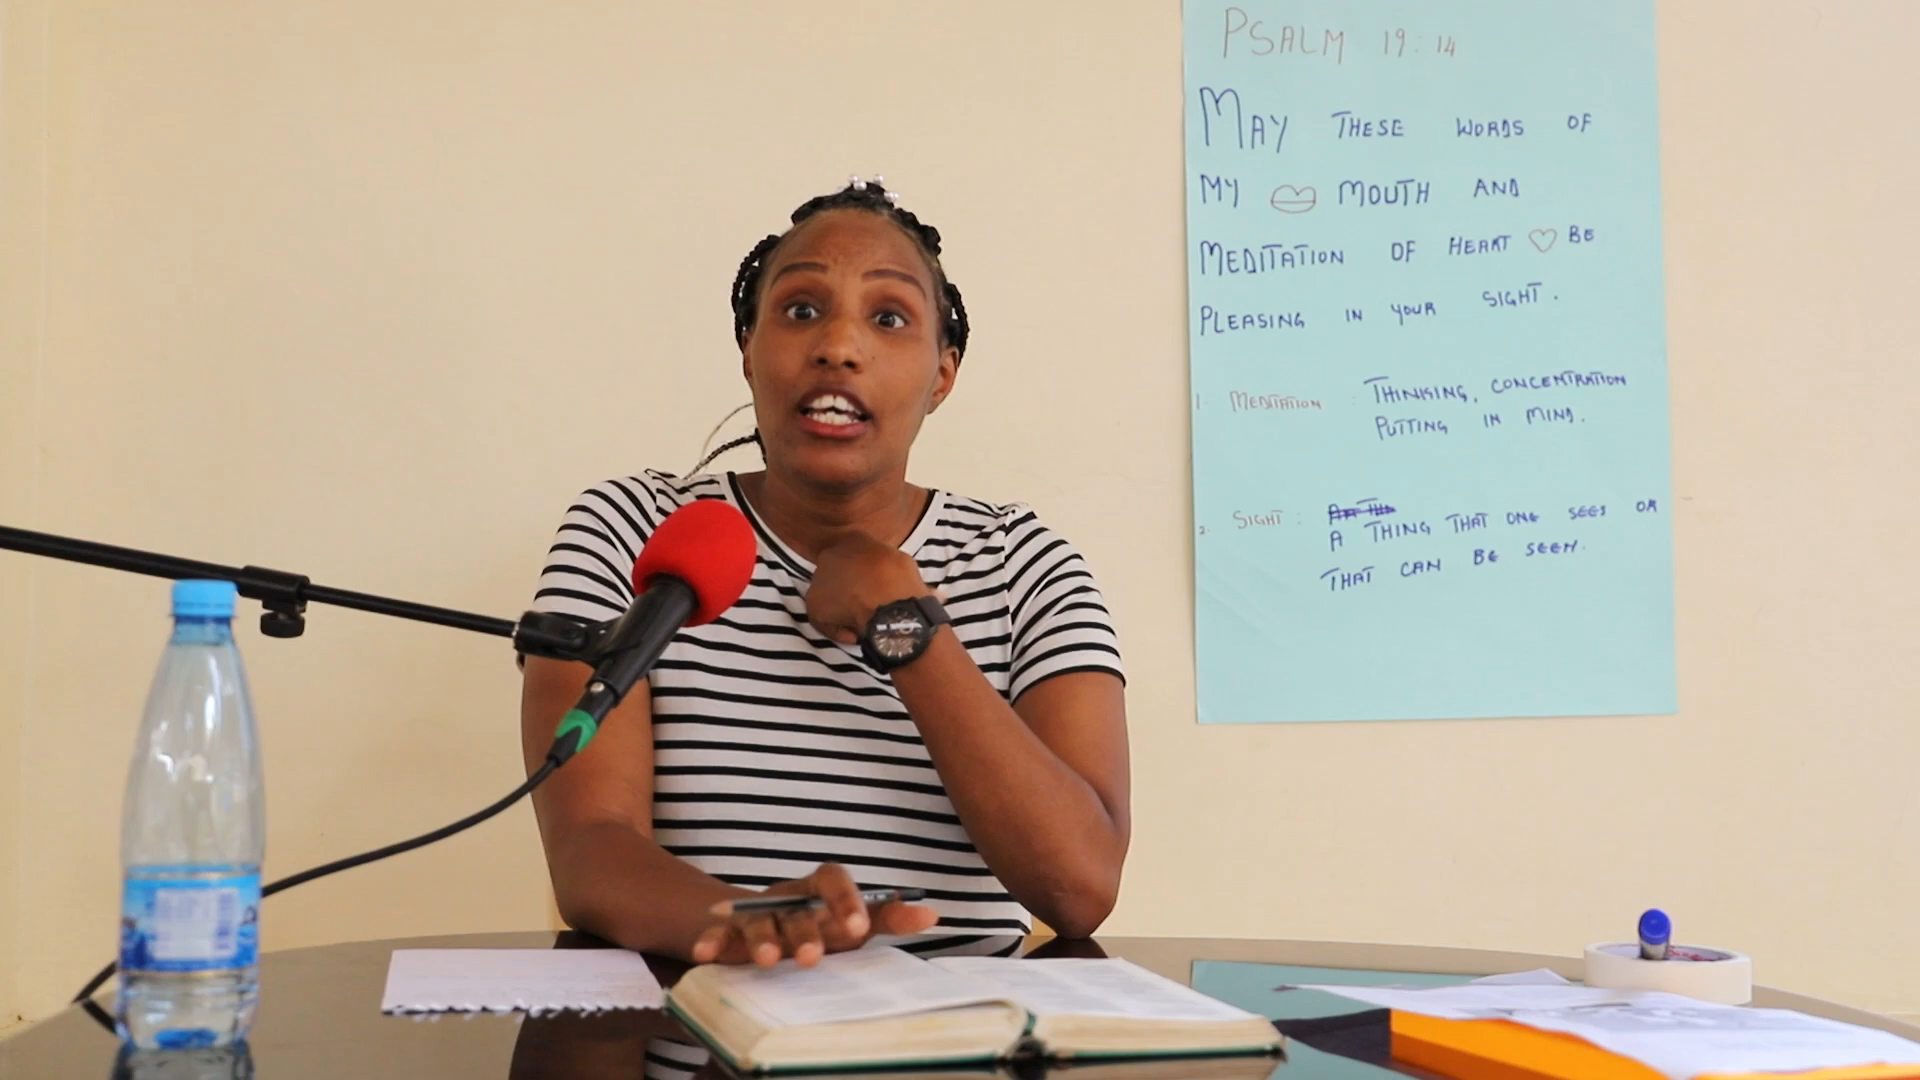 PSALM 19:14
MAY THESE WORDS OF
MY MOUTH AND
MEDITATION OF HEART BE
PLEASING IN YOUR SIGHT.
1. MEDITATION : THINKING, CONCENTRATION
PUTTING IN MIND.
2. SIGHT :
A THING THAT ONE SEES OR
THAT CAN BE SEEN.